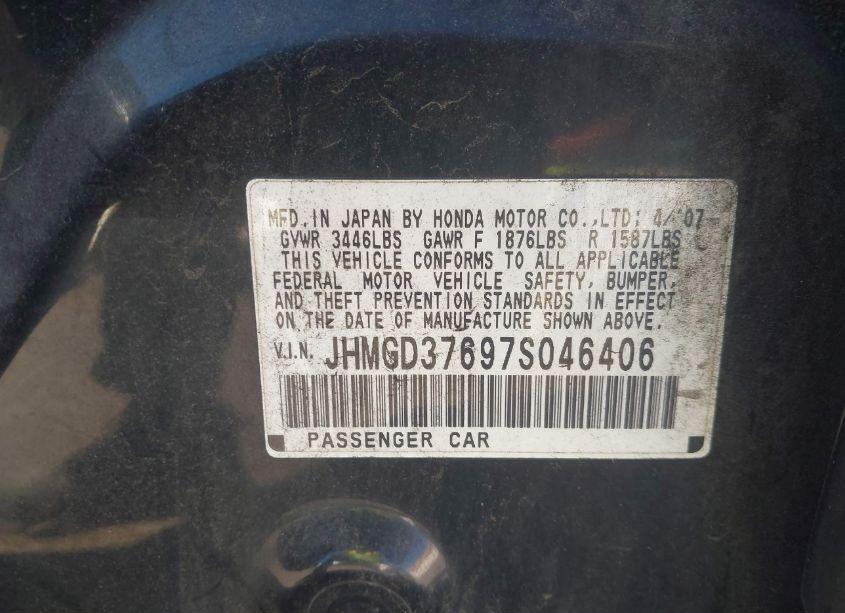 MFD. IN JAPAN BY HONDA MOTOR CO.,LTD; 4/'07
GVWR 3446LBS GAWR F 1876LBS R 1587LBS
THIS VEHICLE CONFORMS TO ALL APPLICABLE
FEDERAL MOTOR VEHICLE SAFETY, BUMPER,
AND THEFT PREVENTION STANDARDS IN EFFECT
ON THE DATE OF MANUFACTURE SHOWN ABOVE.
V.I.N. JHMGD37697S046406
PASSENGER CAR